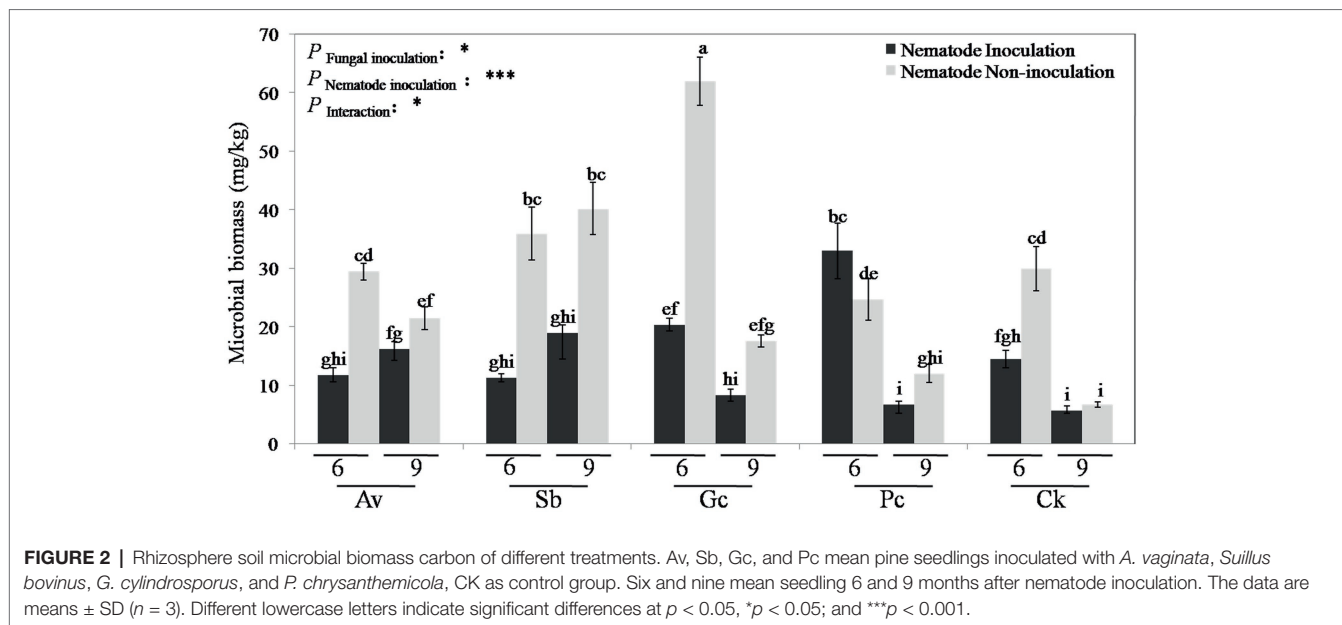 70
60
50
40
30
20
10
0
Microbial biomass (mg/kg)
P Fungal inoculation: *
P Nematode inoculation : ***
P Interaction: *
Nematode Inoculation
Nematode Non-inoculation
ghi
cd
fg
ef
ghi
bc
ghi
bc
ef
a
hi
efg
bc
de
i
ghi
fgh
cd
i
i
6 9 6 9 6 9 6 9 6 9
Av Sb Gc Pc Ck
FIGURE 2 | Rhizosphere soil microbial biomass carbon of different treatments. Av, Sb, Gc, and Pc mean pine seedlings inoculated with A. vaginata, Suillus
bovinus, G. cylindrosporus, and P. chrysanthemicola, CK as control group. Six and nine mean seedling 6 and 9 months after nematode inoculation. The data are
means ± SD (n = 3). Different lowercase letters indicate significant differences at p < 0.05, *p < 0.05; and ***p < 0.001.